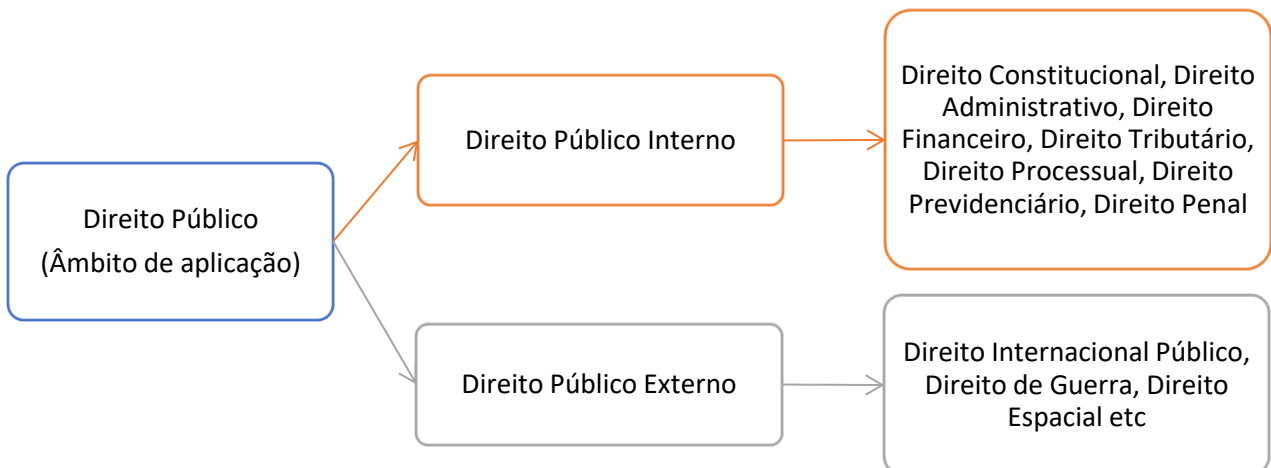 Direito Público
(Âmbito de aplicação)
Direito Público Interno
Direito Constitucional, Direito
Administrativo, Direito
Financeiro, Direito Tributário,
Direito Processual, Direito
Previdenciário, Direito Penal
Direito Público Externo
Direito Internacional Público,
Direito de Guerra, Direito
Espacial etc